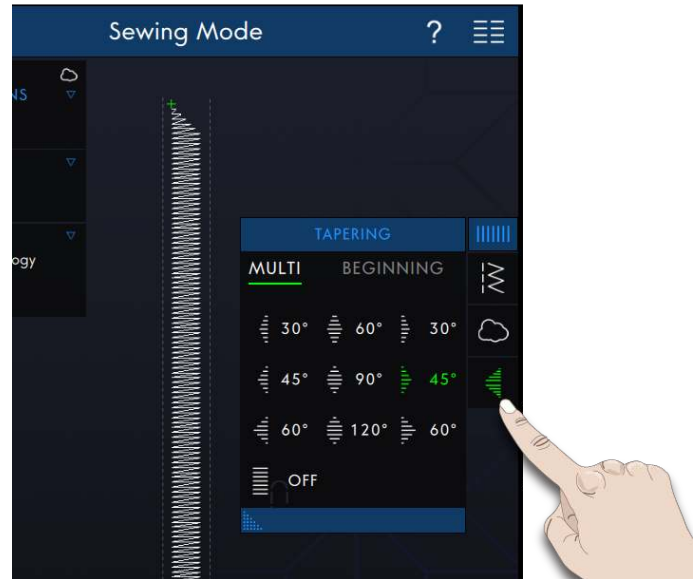 Sewing Mode ?
NS
ogy
TAPERING
MULTI BEGINNING
30° 60° 30°
45° 90° 45°
60° 120° 60°
OFF